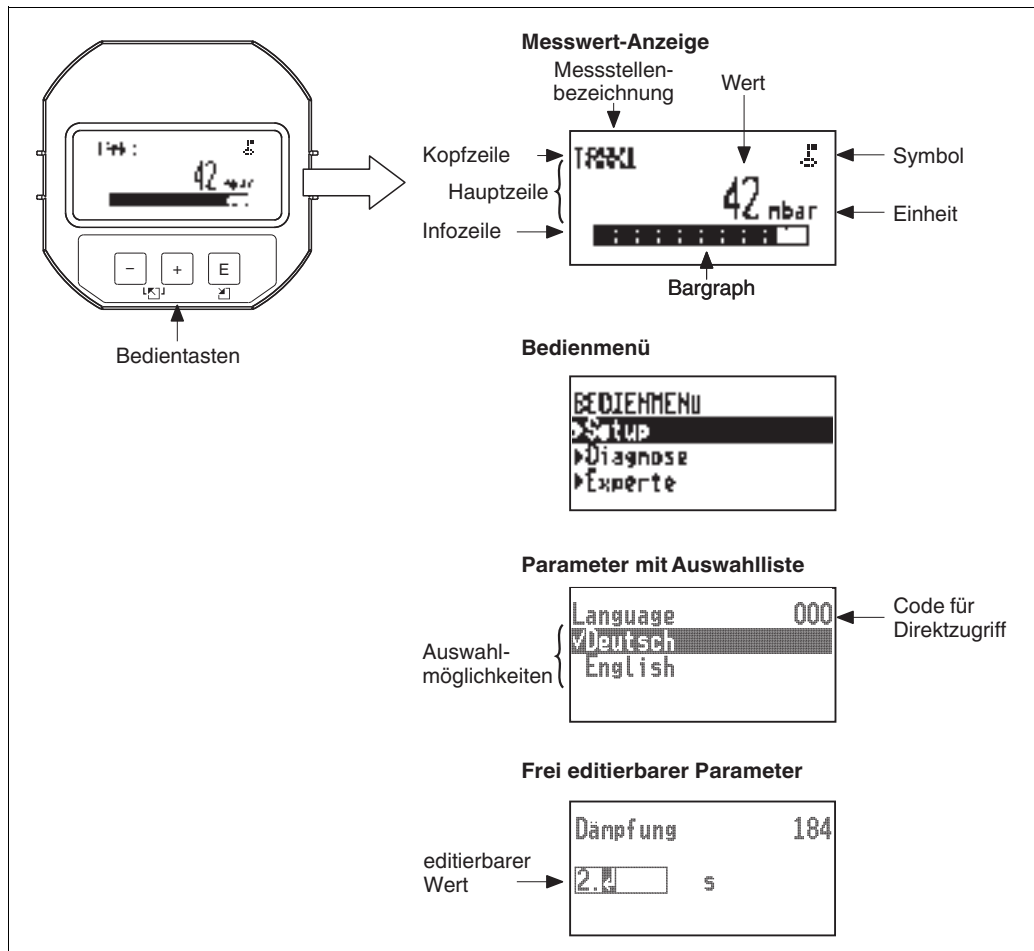 Messwert-Anzeige
Messstellen-
bezeichnung
Wert
Kopfzeile
Hauptzeile
Infozeile
42 mbar
Symbol
Einheit
Bargraph
42 mbar
- + E
Bedientasten
Bedienmenü
BEDIENMENU
Setup
Diagnose
Experte
Parameter mit Auswahlliste
Language 000
Deutsch
English
Auswahl-
möglichkeiten
Code für
Direktzugriff
Frei editierbarer Parameter
Dämpfung 184
2. s
editierbarer
Wert